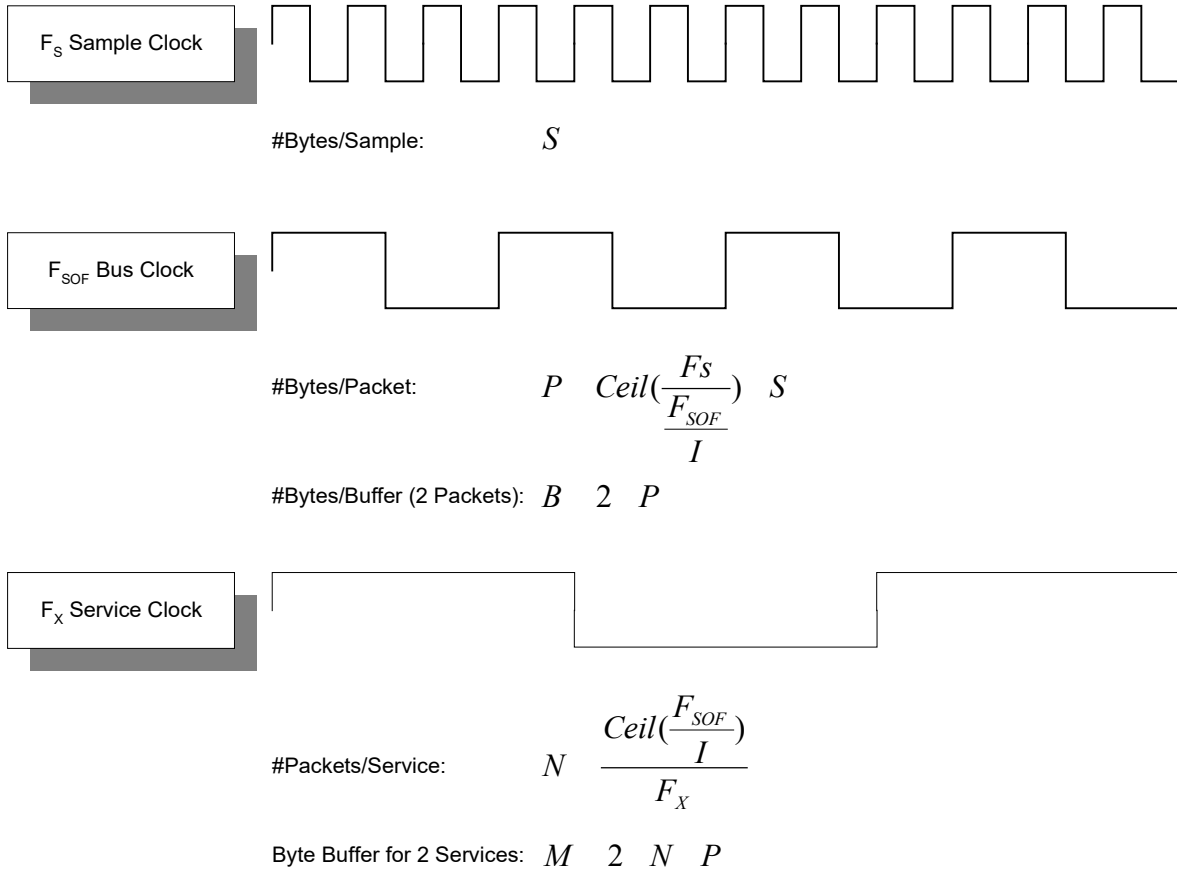 F_S Sample Clock
#Bytes/Sample: S
F_SOF Bus Clock
#Bytes/Packet: P Ceil(Fs / (F_SOF / I)) S
#Bytes/Buffer (2 Packets): B 2 P
F_X Service Clock
#Packets/Service: N Ceil(F_SOF / I) / F_X
Byte Buffer for 2 Services: M 2 N P